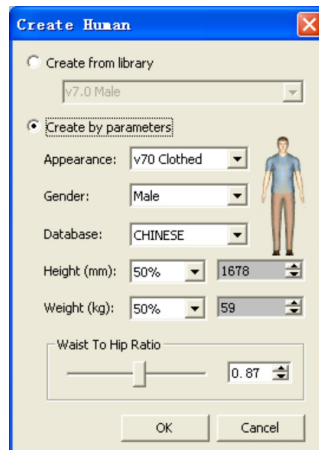 Create Human
Create from library
v7.0 Male
Create by parameters
Appearance: v70 Clothed
Gender: Male
Database: CHINESE
Height (mm): 50% 1678
Weight (kg): 50% 59
Waist To Hip Ratio
0.87
OK Cancel